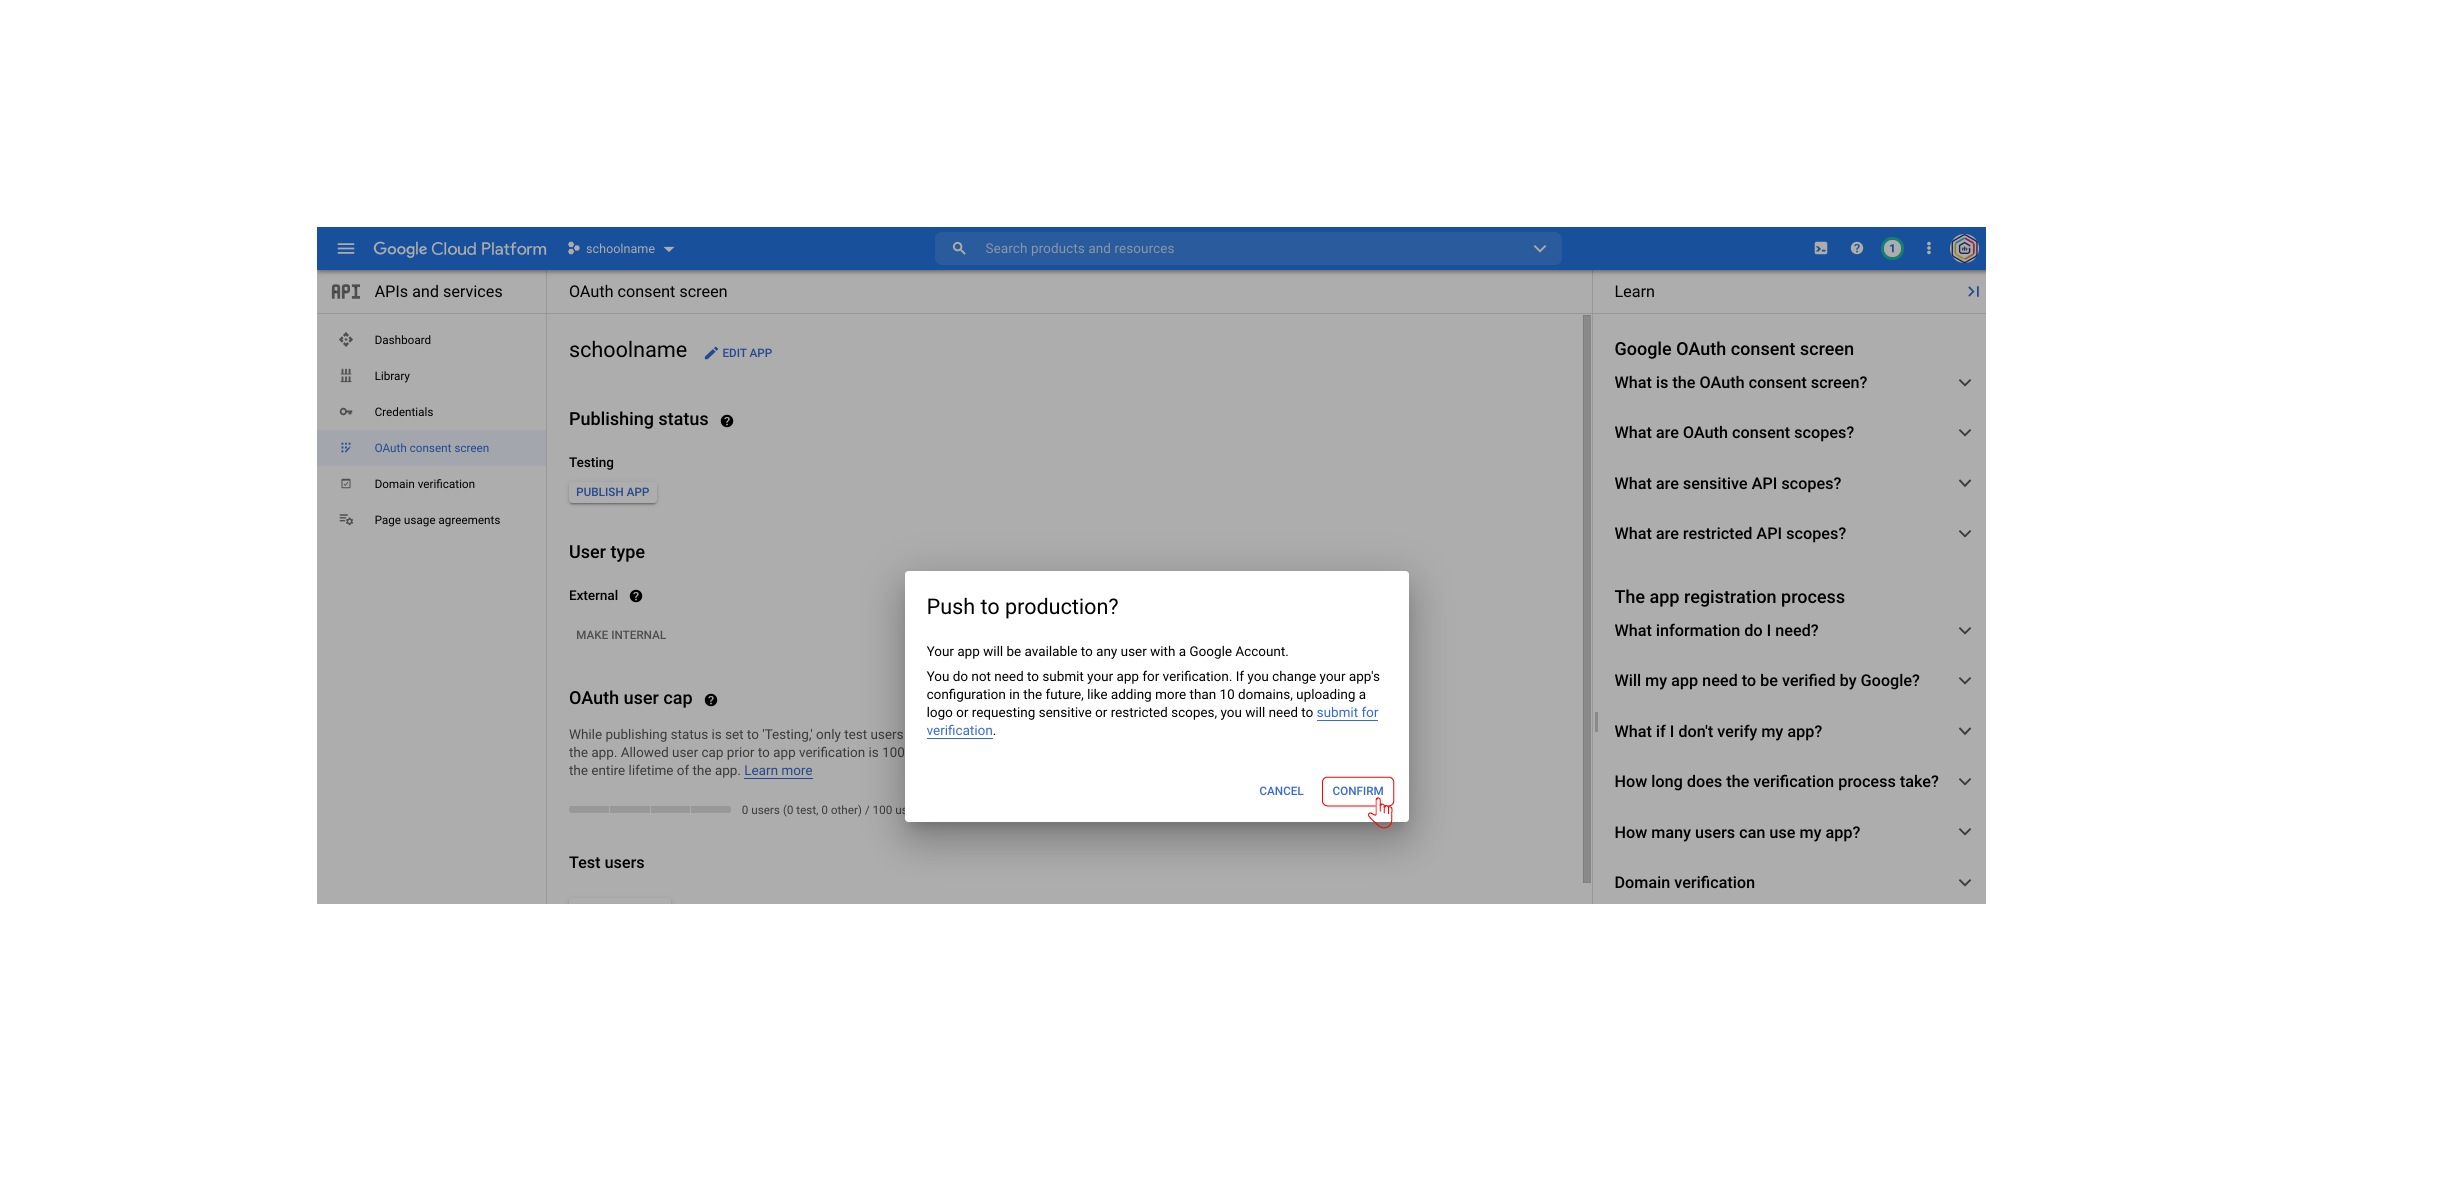 Google Cloud Platform
schoolname
Search products and resources
1
API
APIs and services
Dashboard
Library
Credentials
OAuth consent screen
Domain verification
Page usage agreements
OAuth consent screen
schoolname
EDIT APP
Publishing status
Testing
PUBLISH APP
User type
External
MAKE INTERNAL
OAuth user cap
While publishing status is set to 'Testing,' only test users
the app. Allowed user cap prior to app verification is 100
the entire lifetime of the app. Learn more
0 users (0 test, 0 other) / 100 us
Test users
Push to production?
Your app will be available to any user with a Google Account.
You do not need to submit your app for verification. If you change your app's
configuration in the future, like adding more than 10 domains, uploading a
logo or requesting sensitive or restricted scopes, you will need to submit for
verification.
CANCEL
CONFIRM
Learn
Google OAuth consent screen
What is the OAuth consent screen?
What are OAuth consent scopes?
What are sensitive API scopes?
What are restricted API scopes?
The app registration process
What information do I need?
Will my app need to be verified by Google?
What if I don't verify my app?
How long does the verification process take?
How many users can use my app?
Domain verification